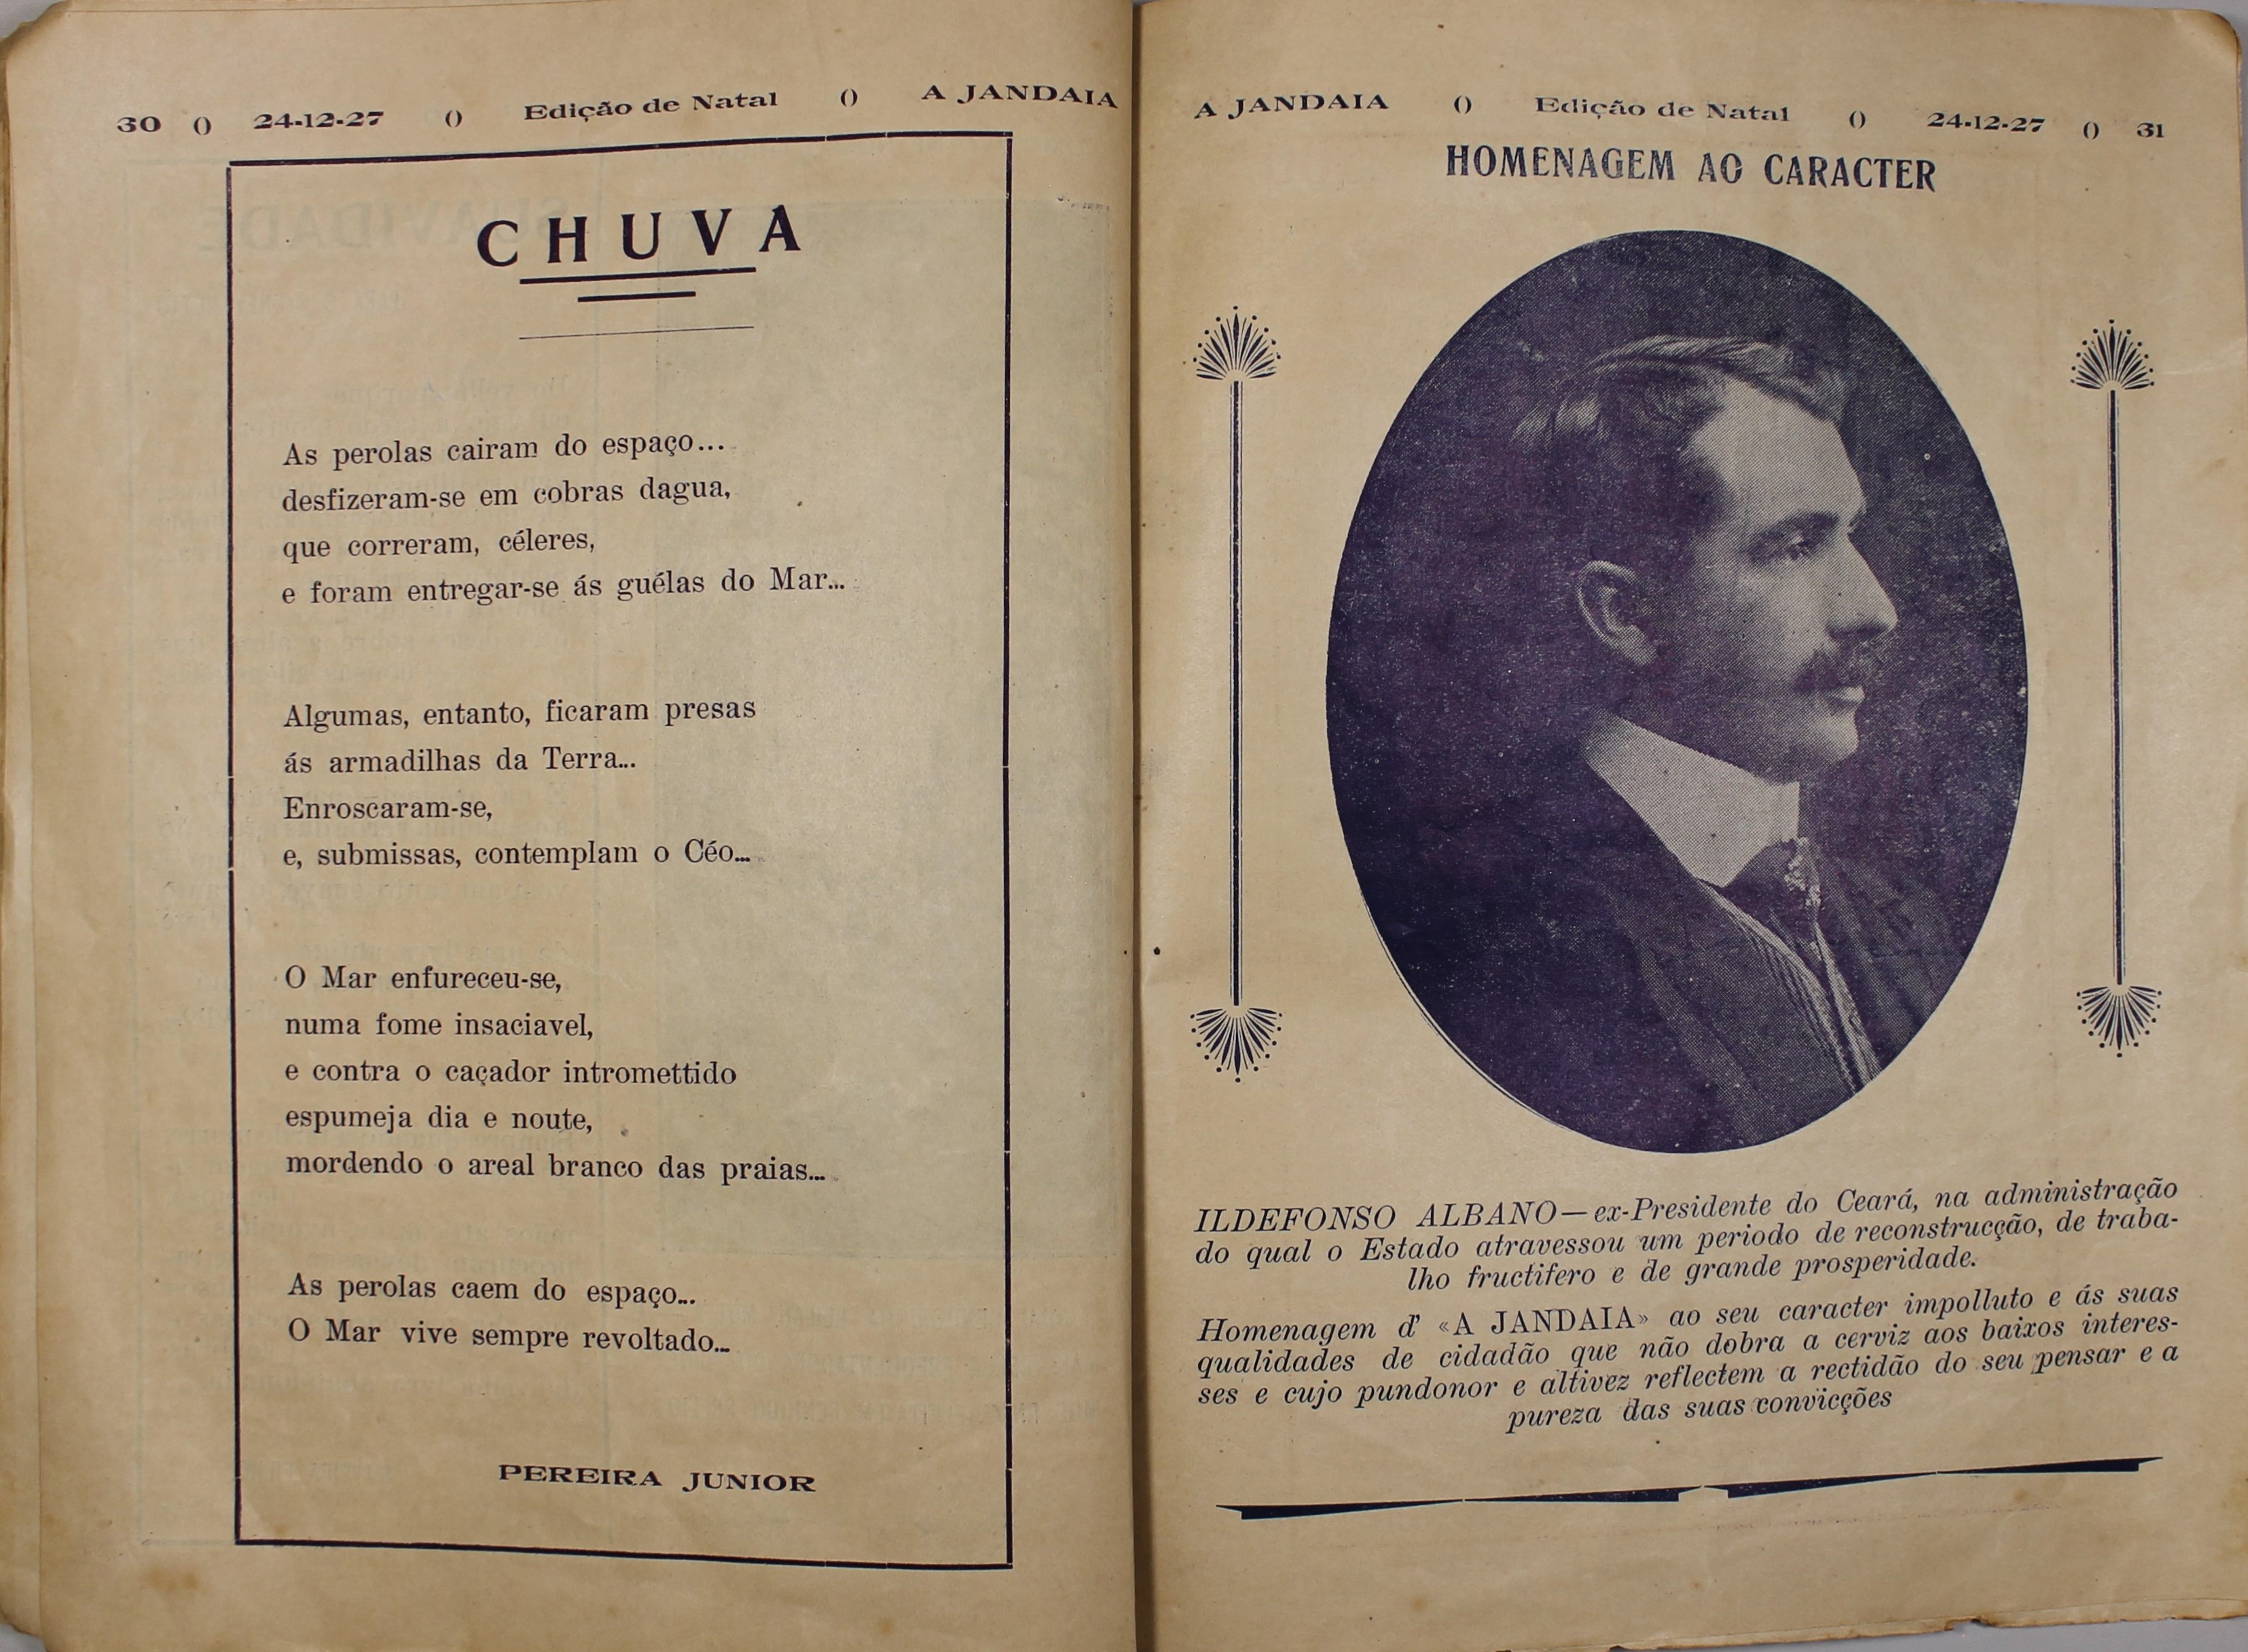 30 () 24-12-27 () Edição de Natal () A JANDAIA
CHUVA
As perolas cairam do espaço...
desfizeram-se em cobras dagua,
que correram, céleres,
e foram entregar-se ás guélas do Mar...
Algumas, entanto, ficaram presas
ás armadilhas da Terra...
Enroscaram-se,
e, submissas, contemplam o Céo...
O Mar enfureceu-se,
numa fome insaciavel,
e contra o caçador intromettido
espumeja dia e noute,
mordendo o areal branco das praias...
As perolas caem do espaço...
O Mar vive sempre revoltado...
PEREIRA JUNIOR
A JANDAIA () Edição de Natal () 24-12-27 () 31
HOMENAGEM AO CARACTER
ILDEFONSO ALBANO—ex-Presidente do Ceará, na administração
do qual o Estado atravessou um periodo de reconstrucção, de traba-
lho fructifero e de grande prosperidade.
Homenagem d' «A JANDAIA» ao seu caracter impolluto e ás suas
qualidades de cidadão que não dobra a cerviz aos baixos interes-
ses e cujo pundonor e altivez reflectem a rectidão do seu pensar e a
pureza das suas convicções